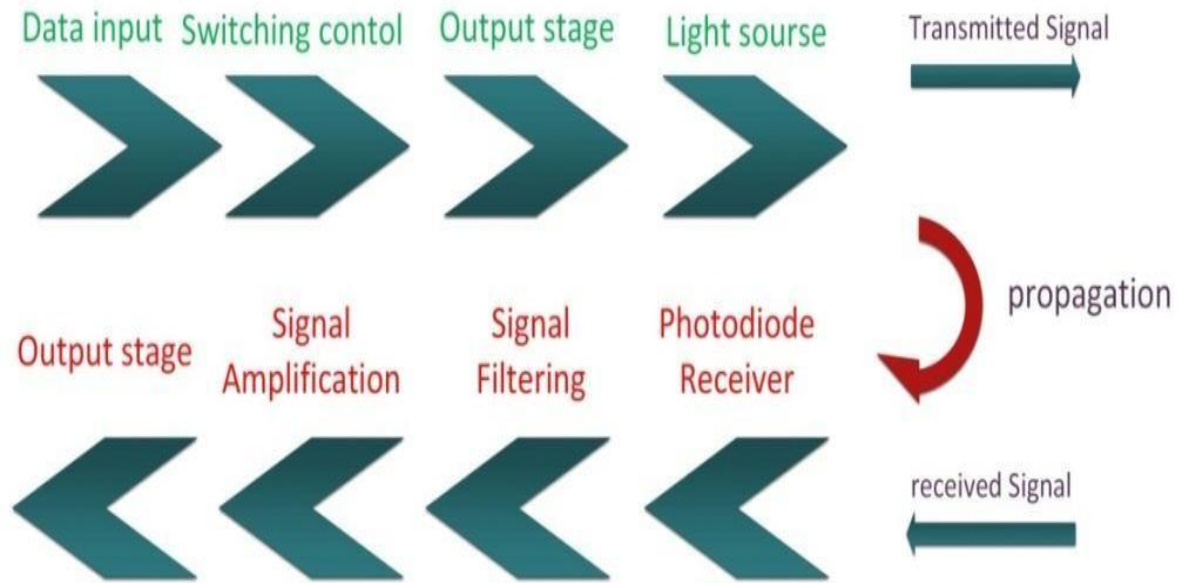 Data input Switching contol Output stage Light sourse Transmitted Signal
propagation
Output stage
Signal
Amplification
Signal
Filtering
Photodiode
Receiver
received Signal